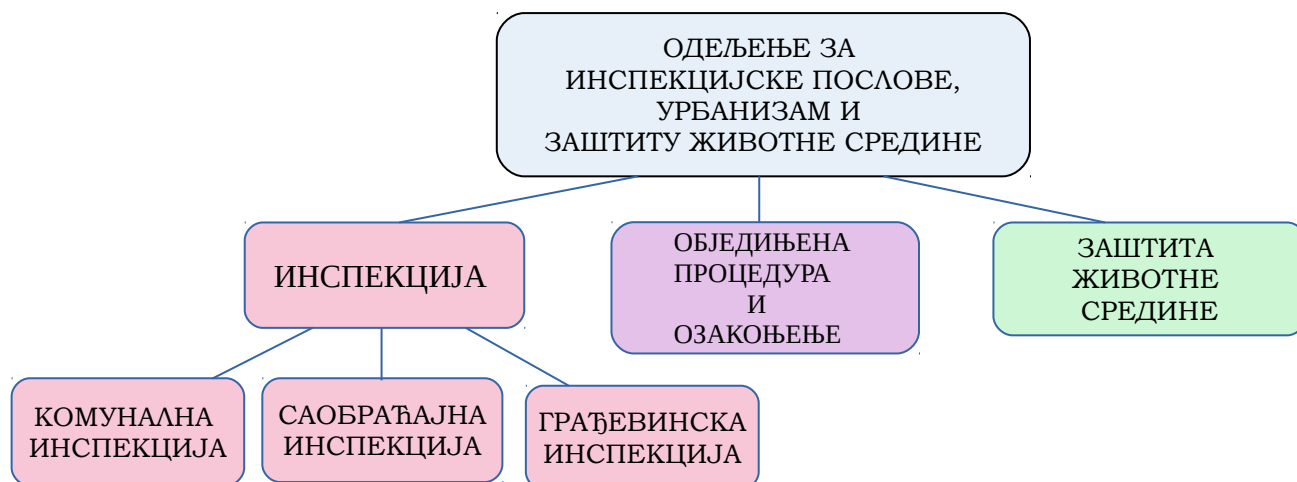 ОДЕЉЕЊЕ ЗА
ИНСПЕКЦИЈСКЕ ПОСЛОВЕ,
УРБАНИЗАМ И
ЗАШТИТУ ЖИВОТНЕ СРЕДИНЕ
ИНСПЕКЦИЈА
ОБЈЕДИЊЕНА
ПРОЦЕДУРА
И
ОЗАКОЊЕЊЕ
ЗАШТИТА
ЖИВОТНЕ
СРЕДИНЕ
КОМУНАЛНА
ИНСПЕКЦИЈА
САОБРАЋАЈНА
ИНСПЕКЦИЈА
ГРАЂЕВИНСКА
ИНСПЕКЦИЈА